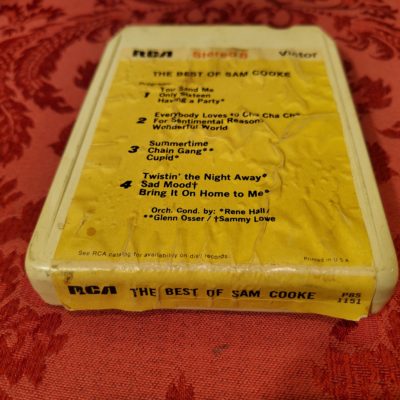 RCA Stereo 8 Victor
THE BEST OF SAM COOKE
Program:
You Send Me
1 Only Sixteen
Having a Party*
Everybody Loves to Cha Cha Ch*
2 For Sentimental Reasons
Wonderful World
Summertime
3 Chain Gang**
Cupid*
Twistin' the Night Away*
4 Sad Mood†
Bring It On Home to Me*
Orch. Cond. by: *Rene Hall/
**Glenn Osser / †Sammy Lowe
See RCA catalog for availability on disc records.
Printed in U.S.A.
RCA THE BEST OF SAM COOKE P8S
1151